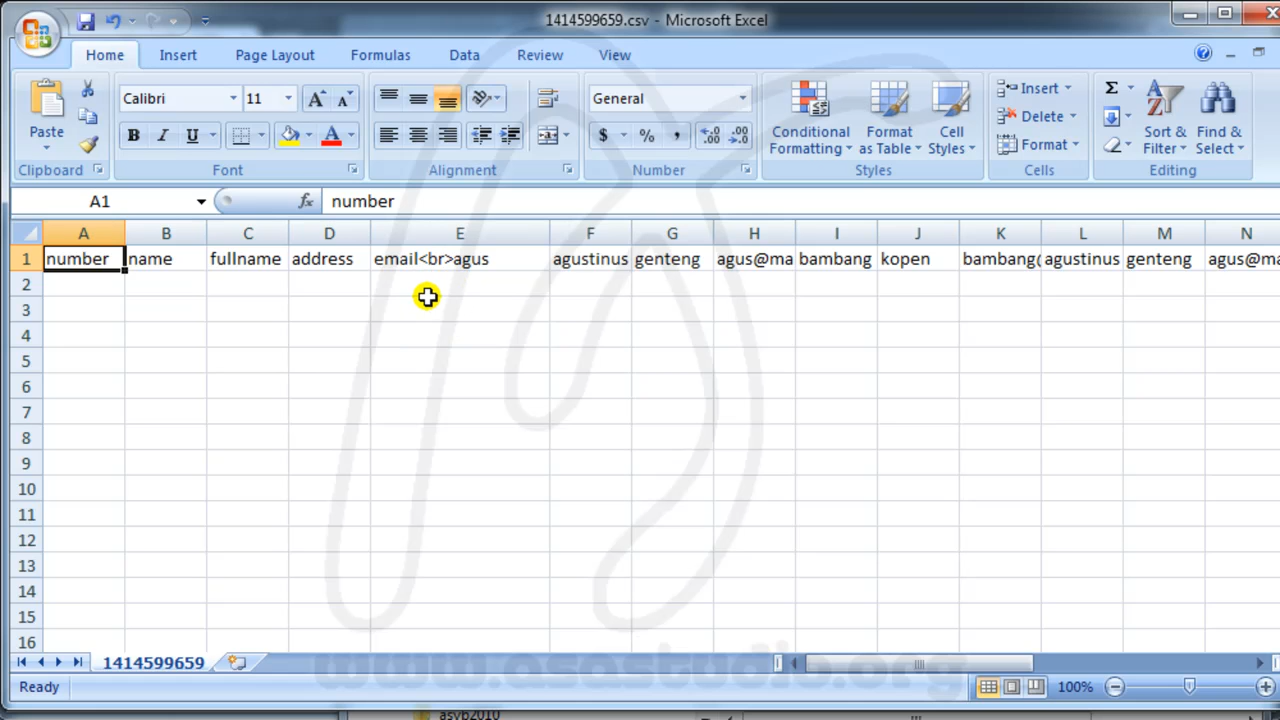 1414599659.csv - Microsoft Excel
Home Insert Page Layout Formulas Data Review View
Calibri 11 General Insert
Paste Conditional Format Cell Delete Sort & Find &
B I U $ % , Formatting as Table Styles Format Filter Select
Clipboard Font Alignment Number Styles Cells Editing
A1 fx number
A B C D E F G H I J K L M N
1 number name fullname address email<br>agus agustinus genteng agus@ma bambang kopen bambang@ agustinus genteng agus@ma
2
3
4
5
6
7
8
9
10
11
12
13
14
15
16
1414599659
www.asastudio.org
Ready 100%
asyb2010